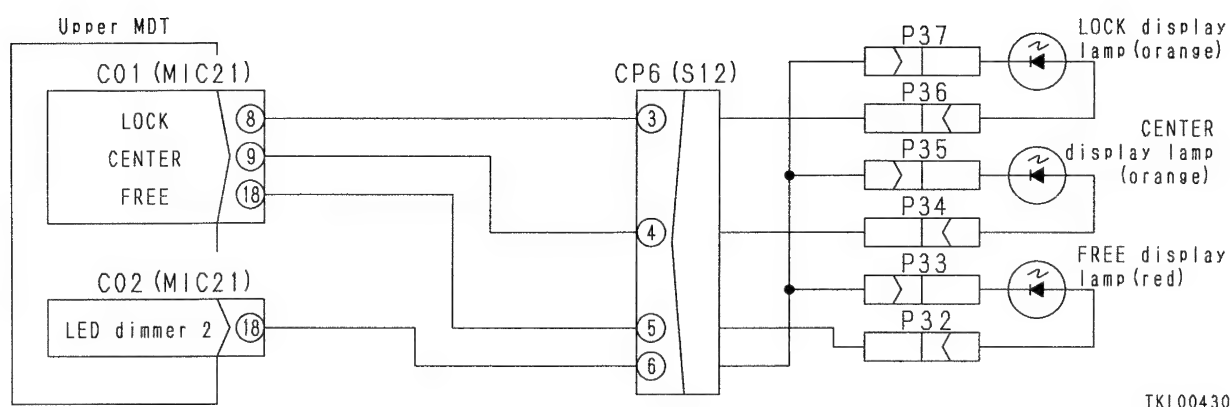 Upper MDT
C01(MIC21)
LOCK
8
CENTER
9
FREE
18
C02(MIC21)
LED dimmer 2
18
CP6(S12)
3
4
5
6
P37
P36
P35
P34
P33
P32
LOCK display
lamp(orange)
CENTER
display lamp
(orange)
FREE display
lamp(red)
TKL00430